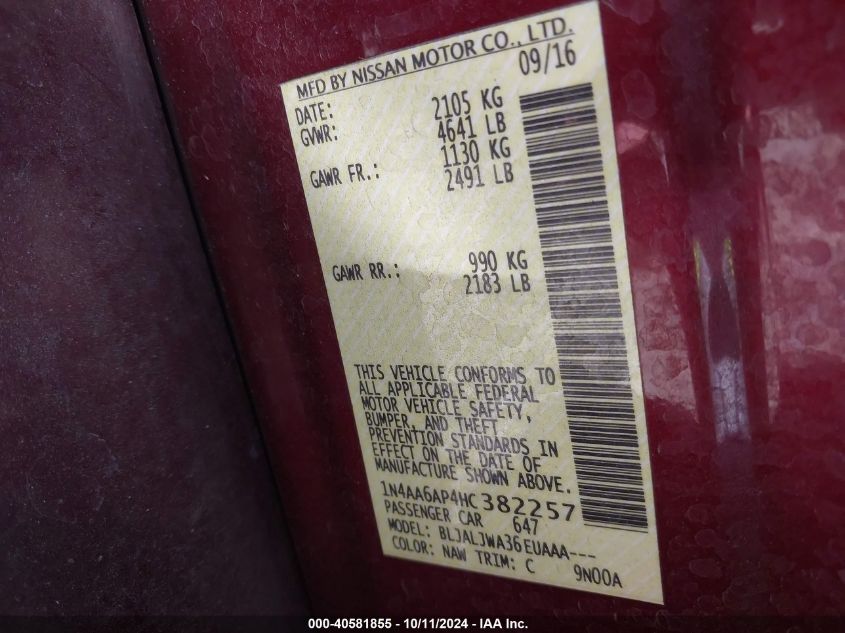 MFD BY NISSAN MOTOR CO., LTD.
DATE: 09/16
GVWR: 2105 KG
4641 LB
GAWR FR.: 1130 KG
2491 LB
GAWR RR.: 990 KG
2183 LB
THIS VEHICLE CONFORMS TO
ALL APPLICABLE FEDERAL
MOTOR VEHICLE SAFETY,
BUMPER, AND THEFT
PREVENTION STANDARDS IN
EFFECT ON THE DATE OF
MANUFACTURE SHOWN ABOVE.
1N4AA6AP4HC382257
PASSENGER CAR 647
MODEL: BLJALJWA36EUAAA---
COLOR: NAW TRIM: C 9N00A
000-40581855 - 10/11/2024 - IAA Inc.